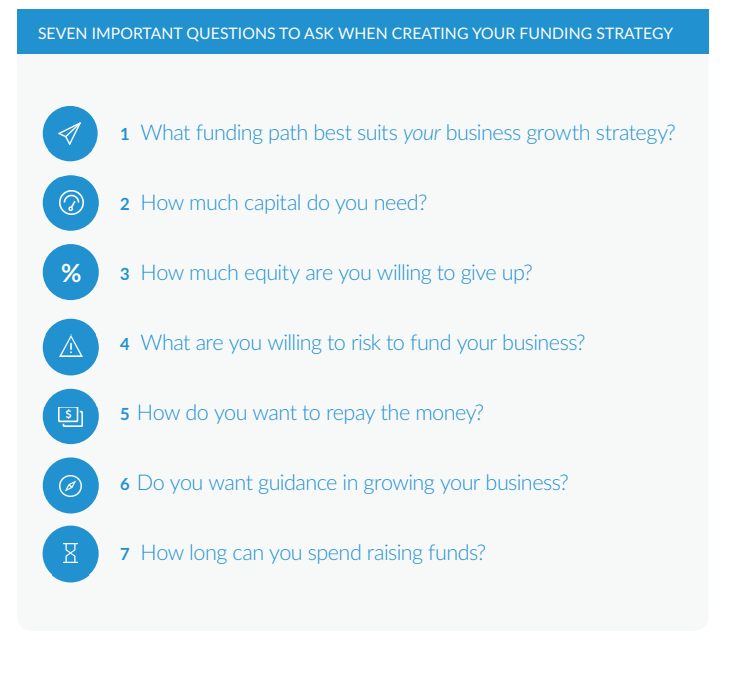 SEVEN IMPORTANT QUESTIONS TO ASK WHEN CREATING YOUR FUNDING STRATEGY
1 What funding path best suits your business growth strategy?
2 How much capital do you need?
% 3 How much equity are you willing to give up?
4 What are you willing to risk to fund your business?
$ 5 How do you want to repay the money?
6 Do you want guidance in growing your business?
7 How long can you spend raising funds?